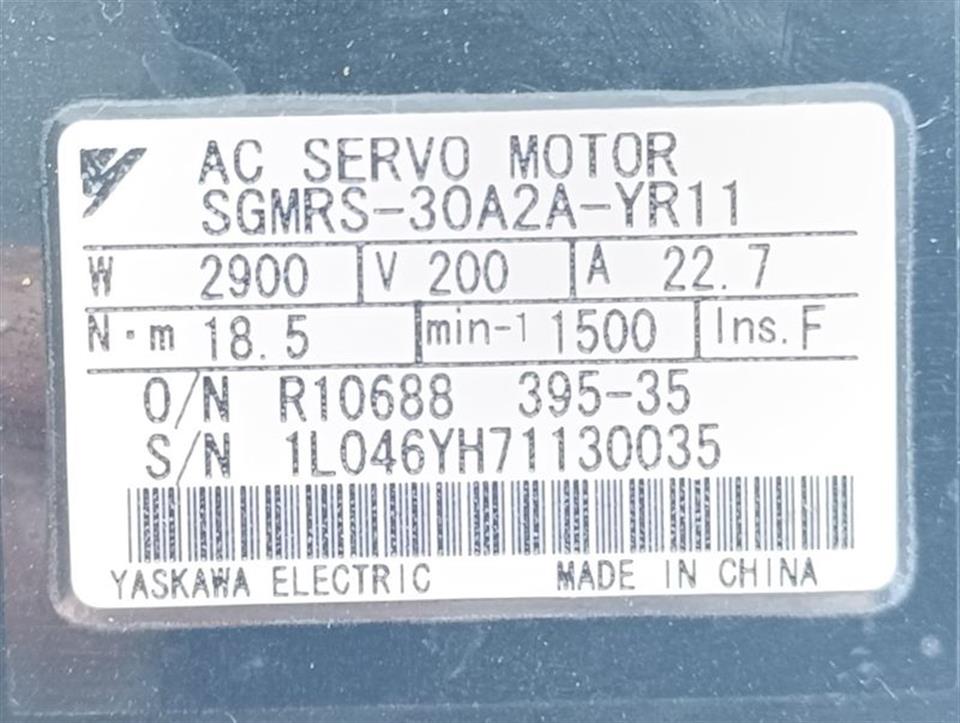 AC SERVO MOTOR
SGMRS-30A2A-YR11
W 2900 V 200 A 22.7
N·m 18.5 min-1 1500 Ins. F
O/N R10688 395-35
S/N 1L046YH71130035
YASKAWA ELECTRIC MADE IN CHINA